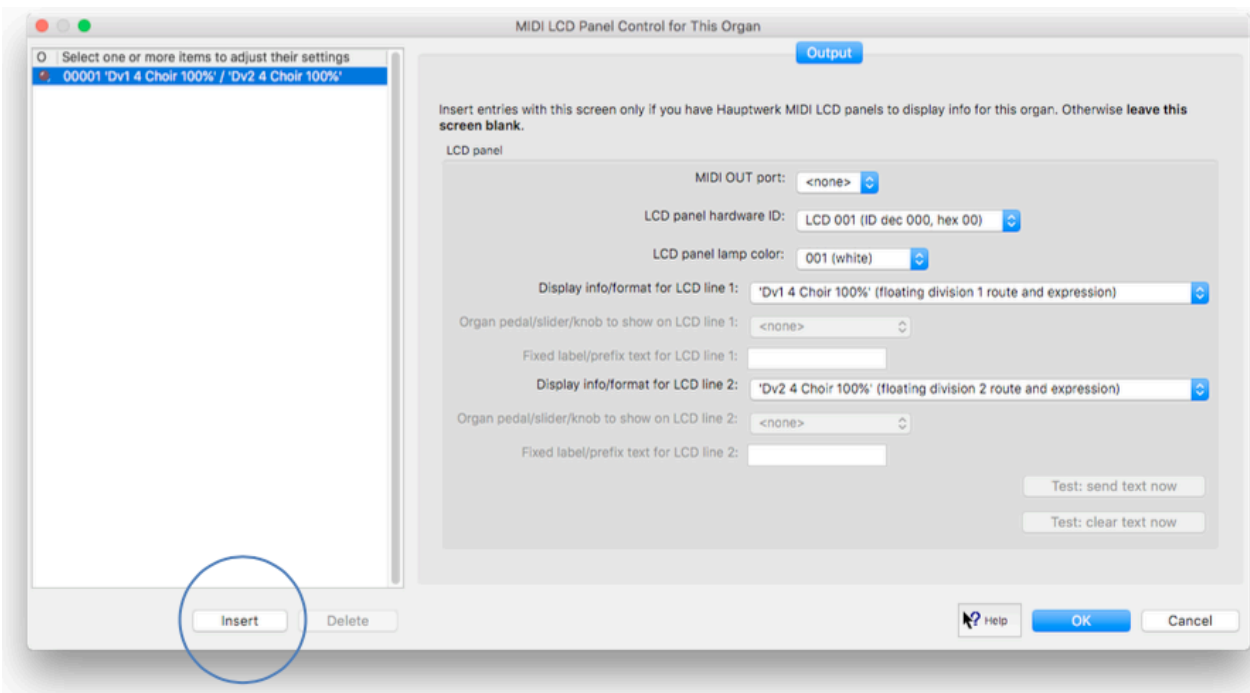 MIDI LCD Panel Control for This Organ
O Select one or more items to adjust their settings
00001 'Dv1 4 Choir 100%' / 'Dv2 4 Choir 100%'
Output
Insert entries with this screen only if you have Hauptwerk MIDI LCD panels to display info for this organ. Otherwise leave this
screen blank.
LCD panel
MIDI OUT port: <none>
LCD panel hardware ID: LCD 001 (ID dec 000, hex 00)
LCD panel lamp color: 001 (white)
Display info/format for LCD line 1: 'Dv1 4 Choir 100%' (floating division 1 route and expression)
Organ pedal/slider/knob to show on LCD line 1: <none>
Fixed label/prefix text for LCD line 1:
Display info/format for LCD line 2: 'Dv2 4 Choir 100%' (floating division 2 route and expression)
Organ pedal/slider/knob to show on LCD line 2: <none>
Fixed label/prefix text for LCD line 2:
Test: send text now
Test: clear text now
Insert Delete
? Help OK Cancel